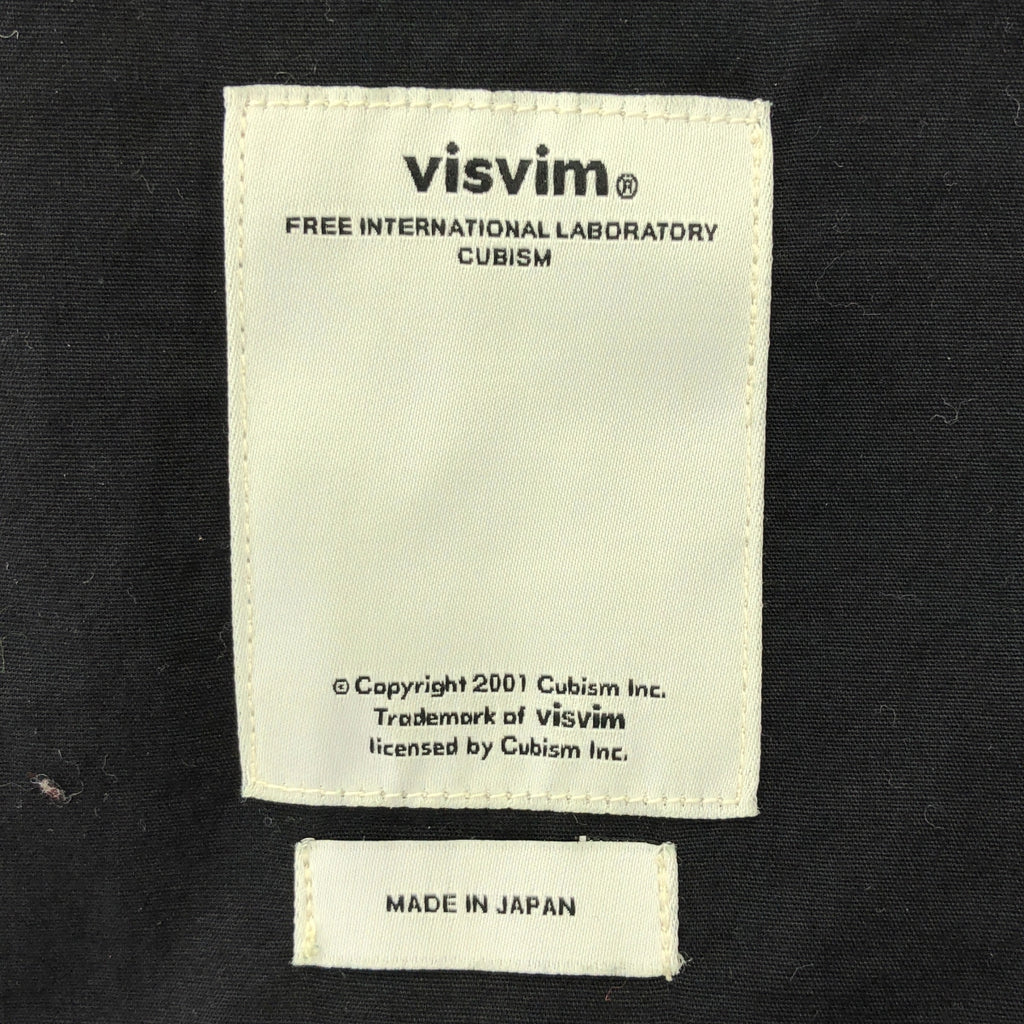 visvim®
FREE INTERNATIONAL LABORATORY
CUBISM
© Copyright 2001 Cubism Inc.
Trademark of visvim
licensed by Cubism Inc.
MADE IN JAPAN